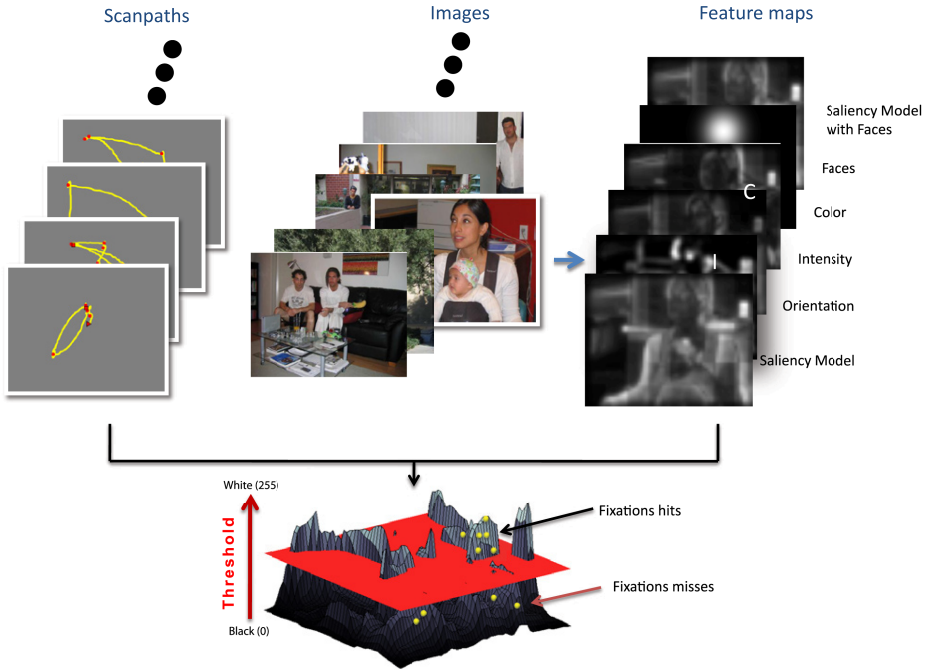 Scanpaths
Images
Feature maps
Saliency Model
with Faces
Faces
C
Color
Intensity
I
Orientation
Saliency Model
White (255)
Threshold
Black (0)
Fixations hits
Fixations misses